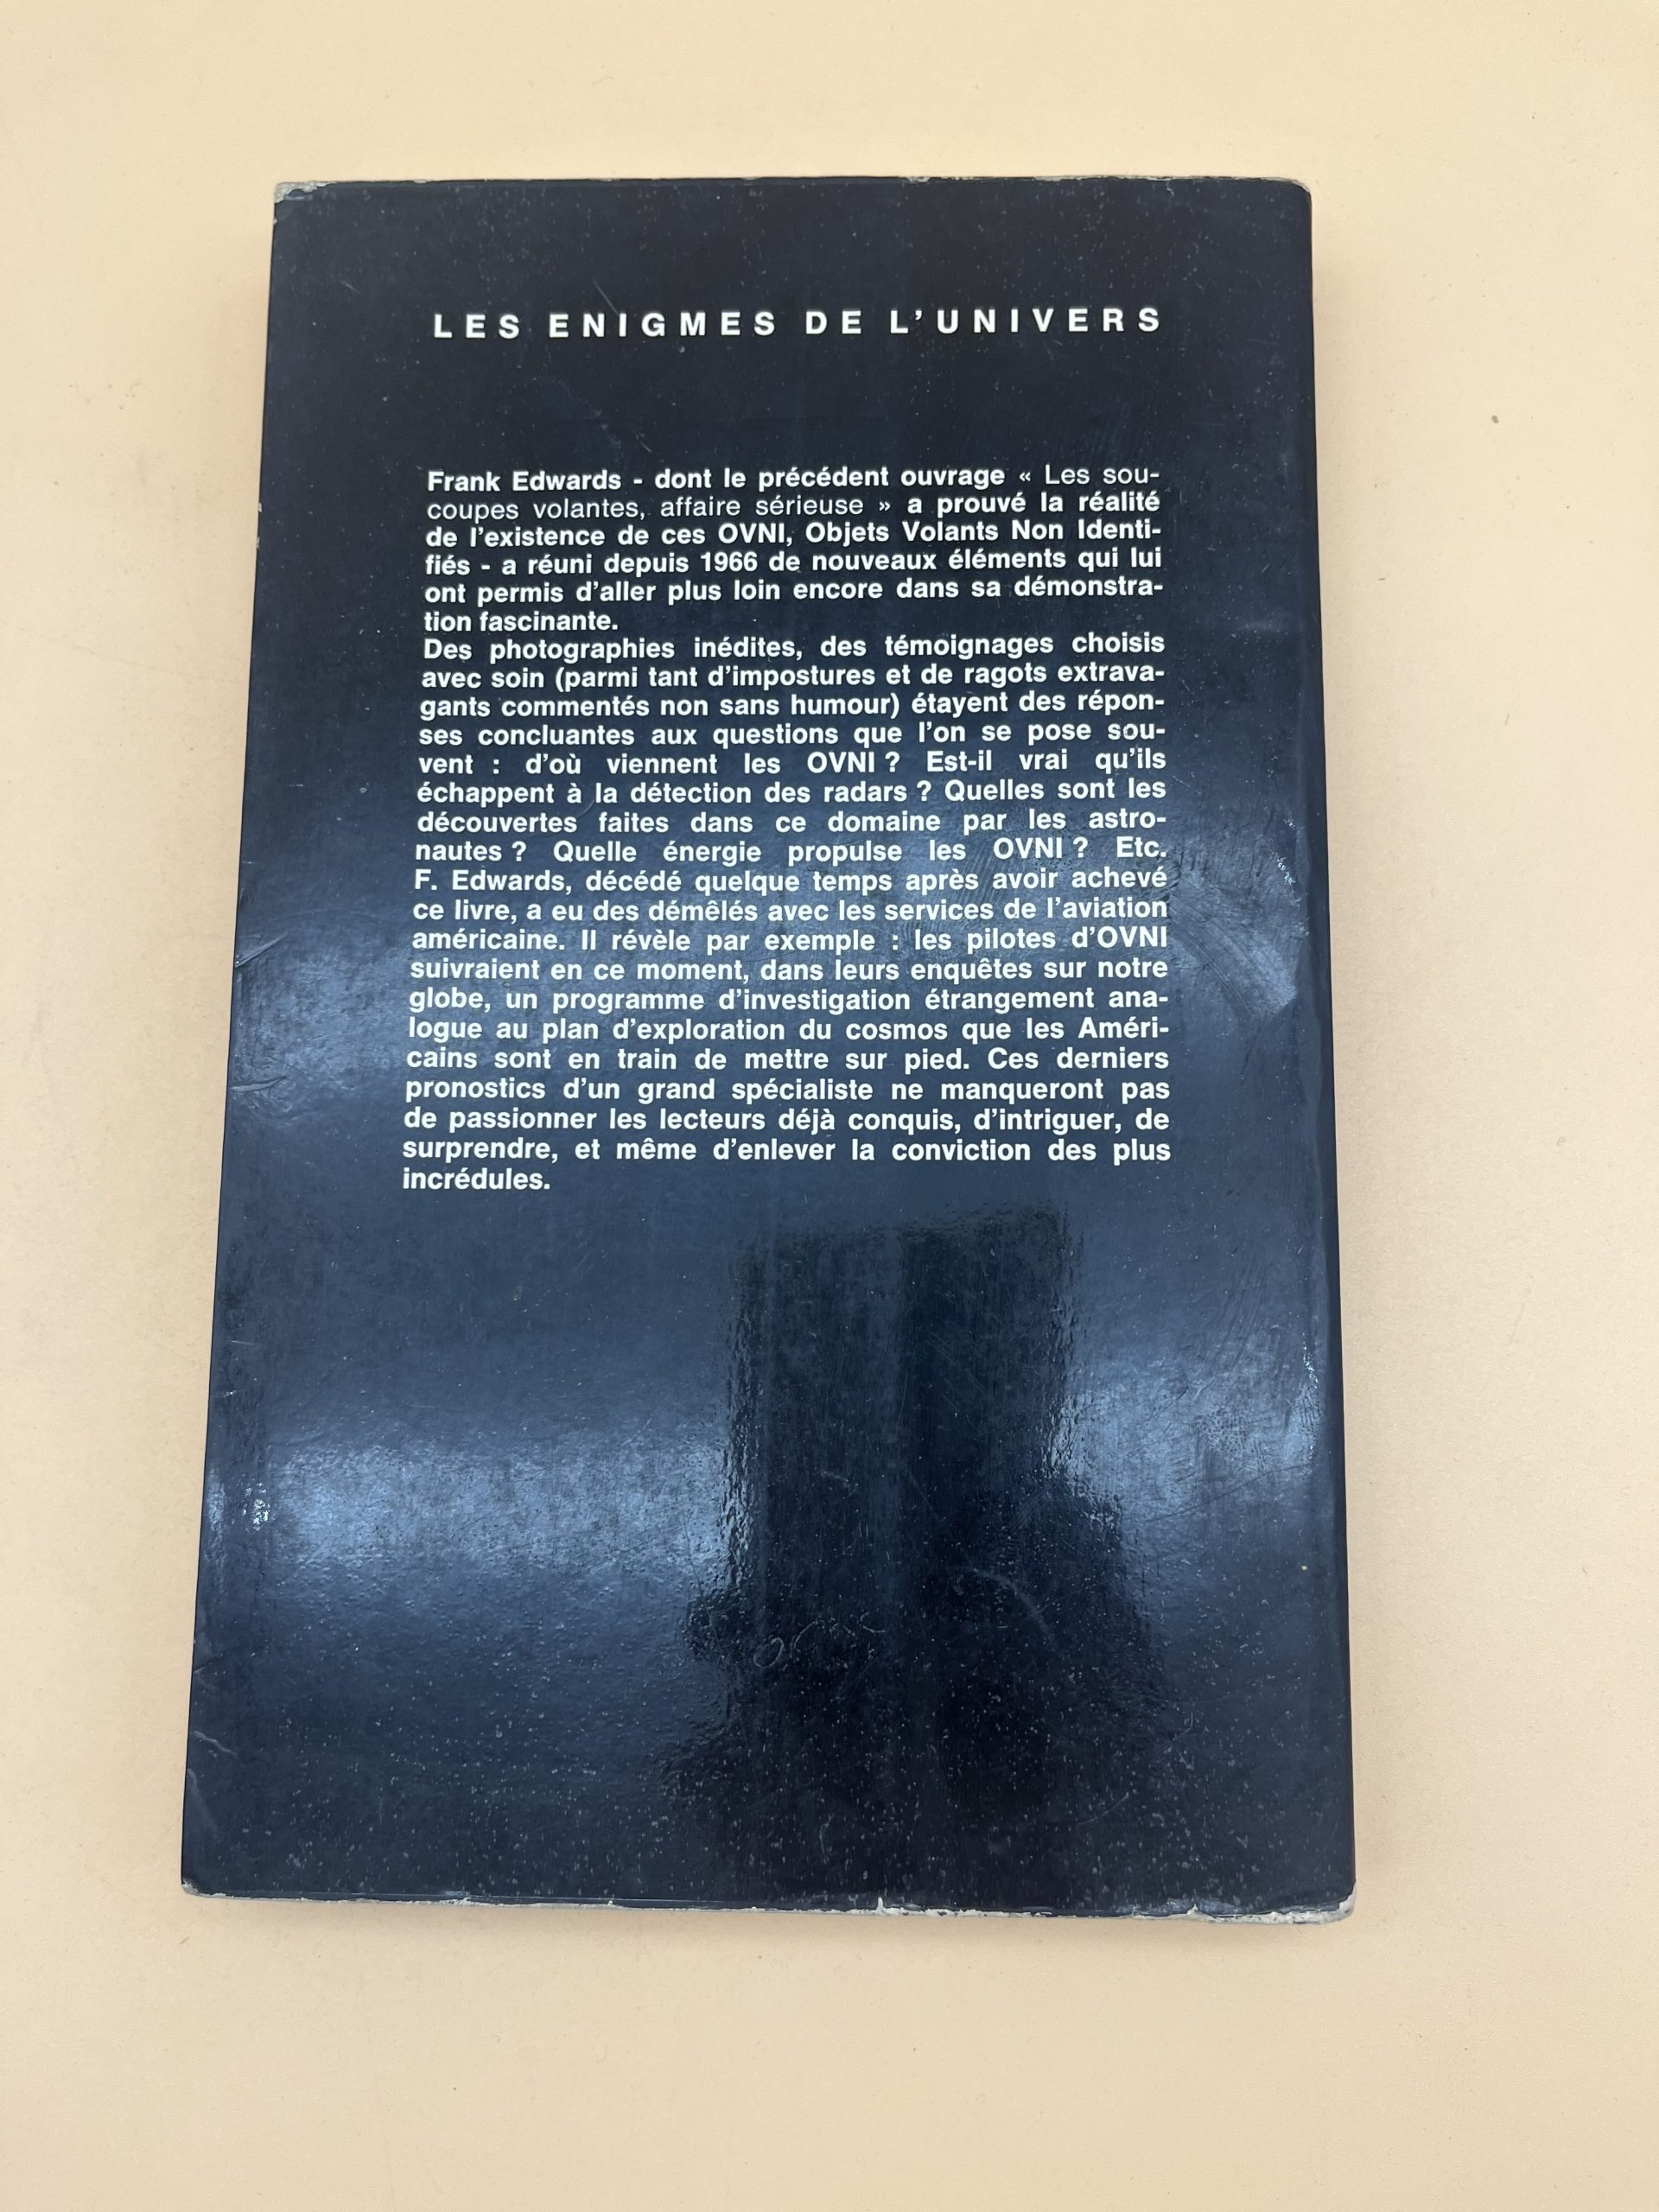 LES ENIGMES DE L'UNIVERS
Frank Edwards - dont le précédent ouvrage « Les sou-
coupes volantes, affaire sérieuse » a prouvé la réalité
de l'existence de ces OVNI, Objets Volants Non Identi-
fiés - a réuni depuis 1966 de nouveaux éléments qui lui
ont permis d'aller plus loin encore dans sa démonstra-
tion fascinante.
Des photographies inédites, des témoignages choisis
avec soin (parmi tant d'impostures et de ragots extrava-
gants commentés non sans humour) étayent des répon-
ses concluantes aux questions que l'on se pose sou-
vent : d'où viennent les OVNI ? Est-il vrai qu'ils
échappent à la détection des radars ? Quelles sont les
découvertes faites dans ce domaine par les astro-
nautes ? Quelle énergie propulse les OVNI ? Etc.
F. Edwards, décédé quelque temps après avoir achevé
ce livre, a eu des démêlés avec les services de l'aviation
américaine. Il révèle par exemple : les pilotes d'OVNI
suivraient en ce moment, dans leurs enquêtes sur notre
globe, un programme d'investigation étrangement ana-
logue au plan d'exploration du cosmos que les Améri-
cains sont en train de mettre sur pied. Ces derniers
pronostics d'un grand spécialiste ne manqueront pas
de passionner les lecteurs déjà conquis, d'intriguer, de
surprendre, et même d'enlever la conviction des plus
incrédules.